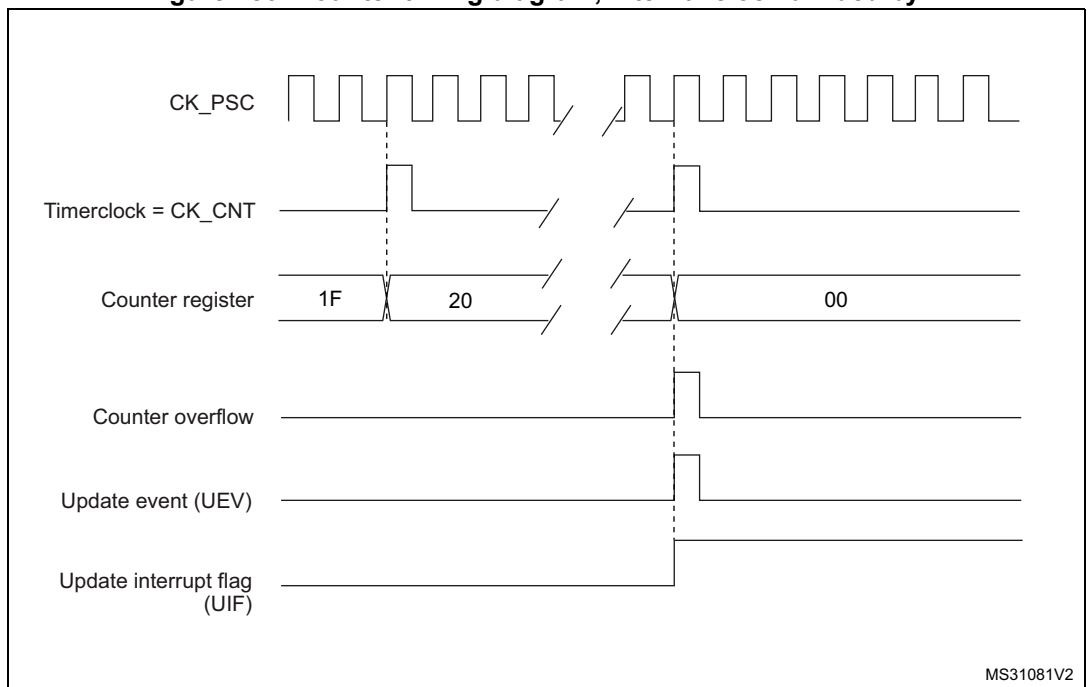 CK_PSC
Timerclock = CK_CNT
Counter register
1F
20
00
Counter overflow
Update event (UEV)
Update interrupt flag
(UIF)
MS31081V2